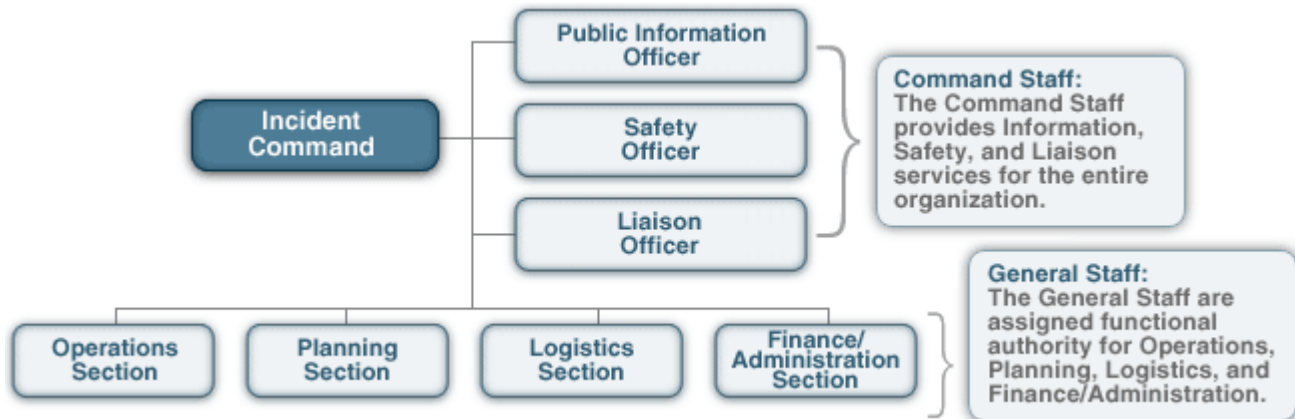 Public Information
Officer
Incident
Command
Safety
Officer
Liaison
Officer
Command Staff:
The Command Staff
provides Information,
Safety, and Liaison
services for the entire
organization.
Operations
Section
Planning
Section
Logistics
Section
Finance/
Administration
Section
General Staff:
The General Staff are
assigned functional
authority for Operations,
Planning, Logistics, and
Finance/Administration.